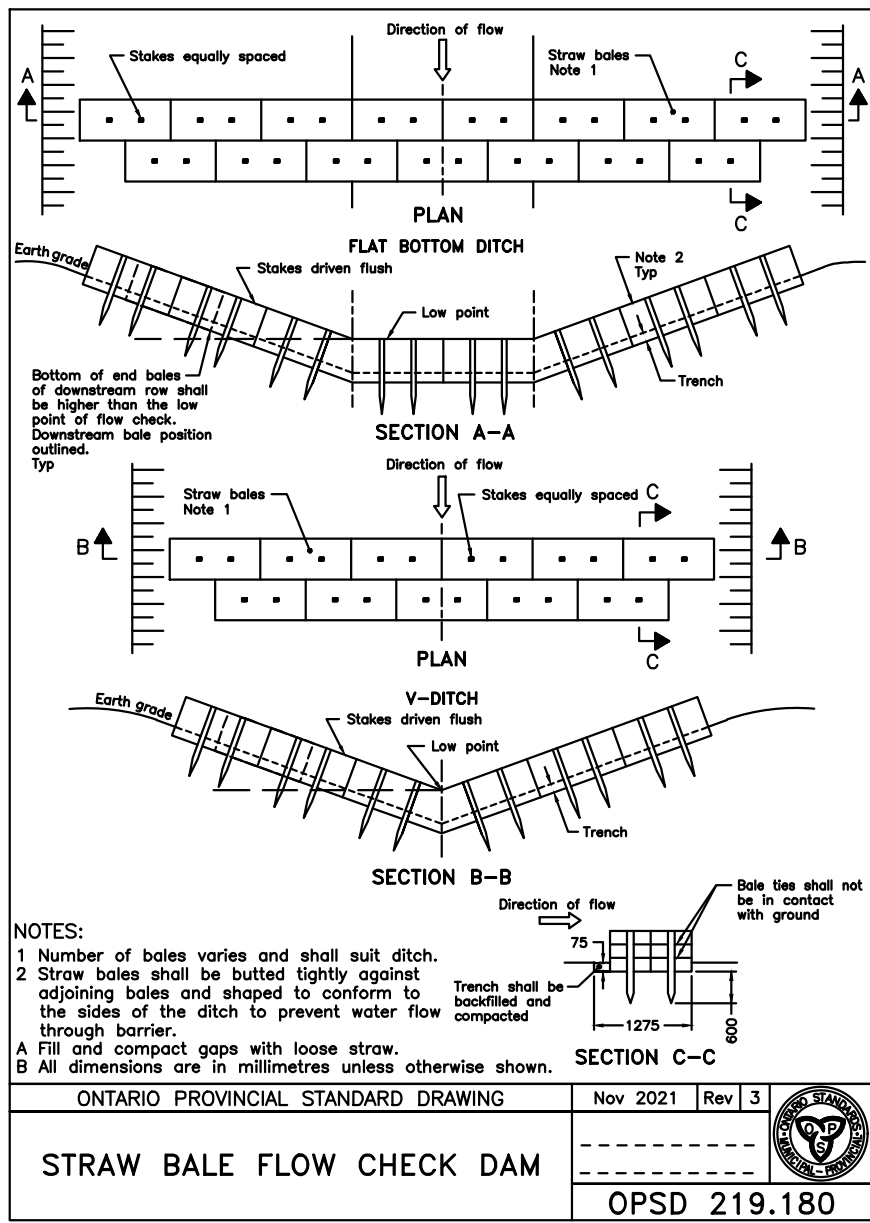 Direction of flow
Stakes equally spaced
Straw bales
Note 1
C
A
A
C
PLAN
FLAT BOTTOM DITCH
Earth grade
Stakes driven flush
Note 2
Typ
Low point
Trench
Bottom of end bales
of downstream row shall
be higher than the low
point of flow check.
Downstream bale position
outlined.
Typ
SECTION A-A
Direction of flow
Straw bales
Note 1
Stakes equally spaced
C
B
B
C
PLAN
V-DITCH
Earth grade
Stakes driven flush
Low point
Trench
SECTION B-B
Direction of flow
Bale ties shall not
be in contact
with ground
75
Trench shall be
backfilled and
compacted
1275
600
SECTION C-C
NOTES:
1 Number of bales varies and shall suit ditch.
2 Straw bales shall be butted tightly against
adjoining bales and shaped to conform to
the sides of the ditch to prevent water flow
through barrier.
A Fill and compact gaps with loose straw.
B All dimensions are in millimetres unless otherwise shown.
ONTARIO PROVINCIAL STANDARD DRAWING
Nov 2021 Rev 3
STRAW BALE FLOW CHECK DAM
ONTARIO STANDARDS
MUNICIPAL-PROVINCIAL
O P
S
OPSD 219.180